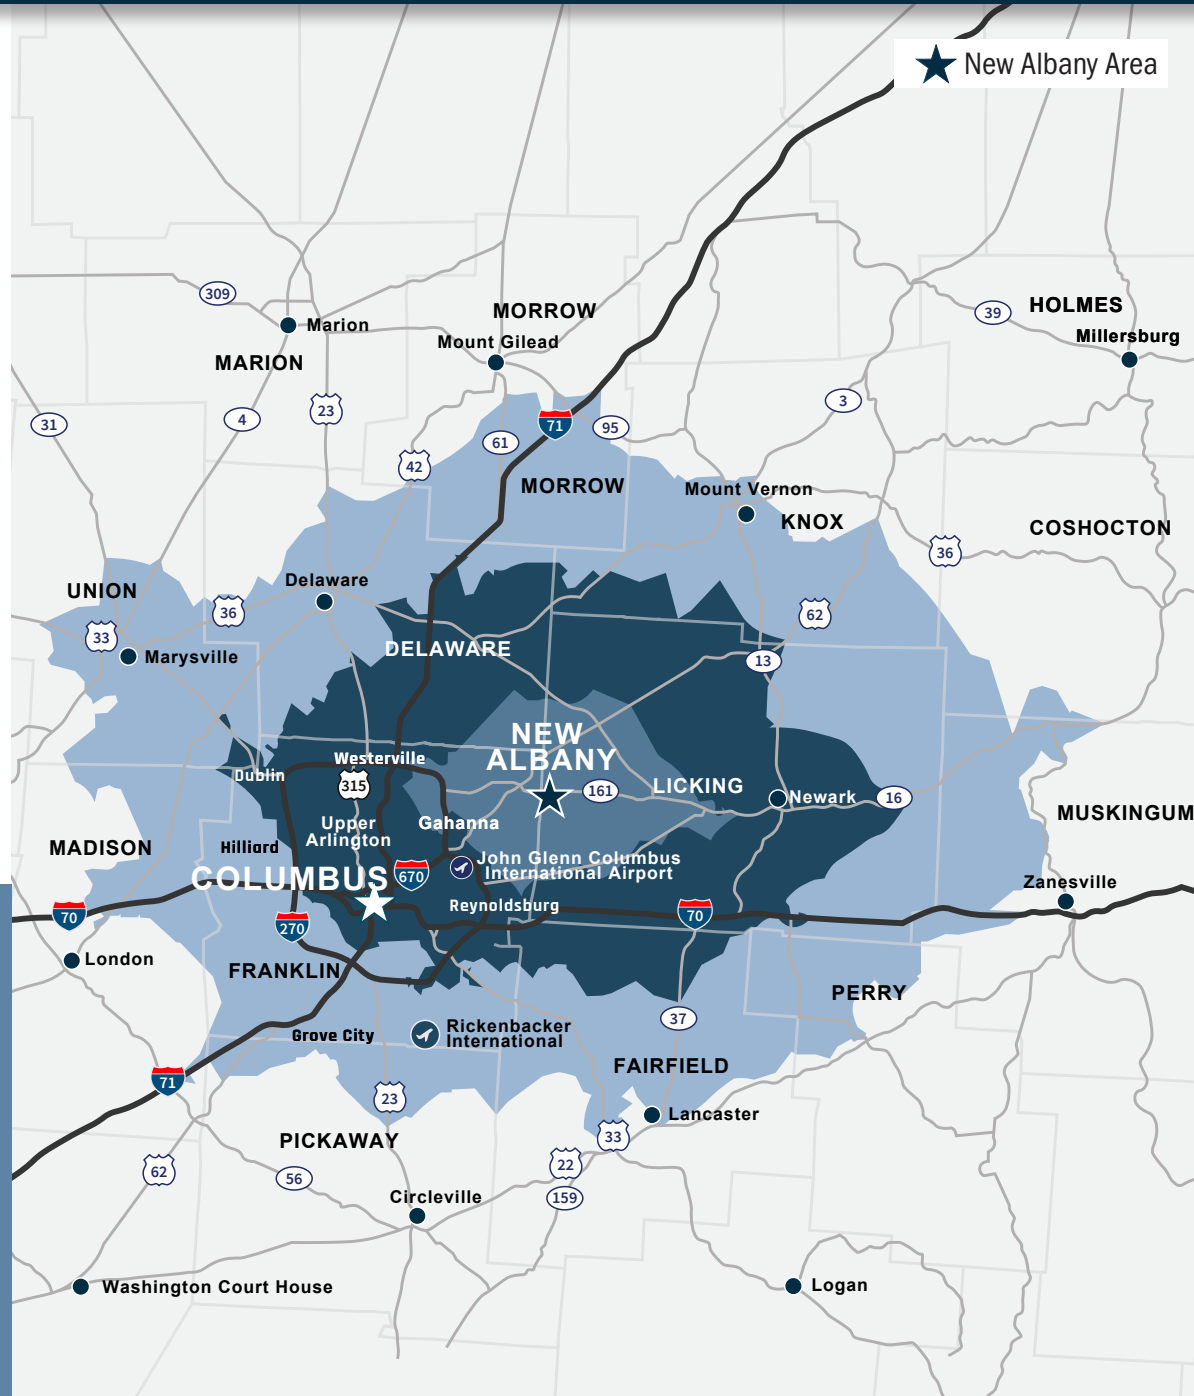 New Albany Area
309
Marion
MARION
MORROW
Mount Gilead
39
HOLMES
Millersburg
31
4
23
42
61
71
95
3
MORROW
Mount Vernon
KNOX
COSHOCTON
36
UNION
Delaware
36
33
Marysville
62
13
DELAWARE
NEW
ALBANY
Westerville
Dublin
315
161
LICKING
Newark
16
Upper
Arlington
Gahanna
MUSKINGUM
MADISON
Hilliard
COLUMBUS
670
John Glenn Columbus
International Airport
Reynoldsburg
Zanesville
70
270
70
London
FRANKLIN
PERRY
37
Grove City
Rickenbacker
International
FAIRFIELD
71
23
Lancaster
33
PICKAWAY
62
56
22
159
Circleville
Washington Court House
Logan